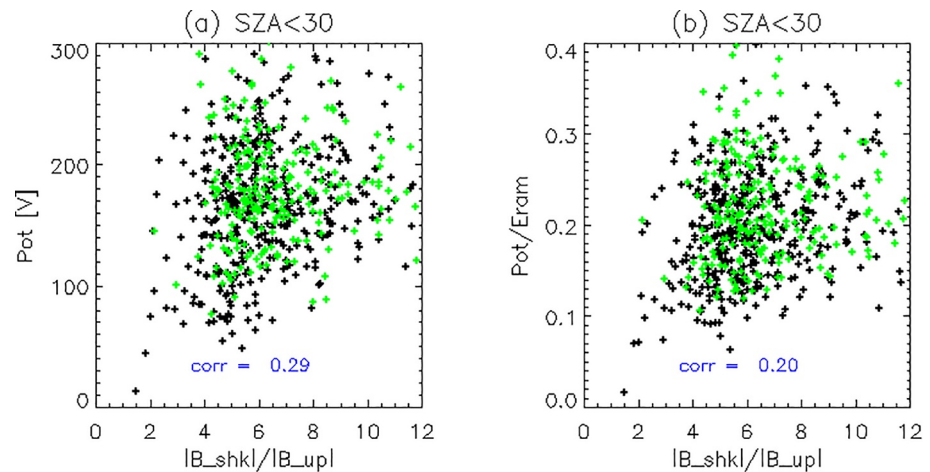 (a) SZA<30
300
200
100
0
Pot [V]
corr = 0.29
0 2 4 6 8 10 12
|B_shk|/|B_up|
(b) SZA<30
0.4
0.3
0.2
0.1
0.0
Pot/Eram
corr = 0.20
0 2 4 6 8 10 12
|B_shk|/|B_up|